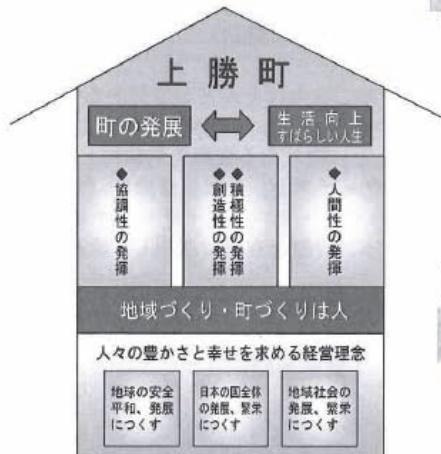 上勝町
町の発展
生活向上
すばらしい人生
◆協調性の発揮
◆積極性の発揮
◆創造性の発揮
◆人間性の発揮
地域づくり・町づくりは人
人々の豊かさと幸せを求める経営理念
地球の安全
平和、発展
につくす
日本の国全体
の発展、繁栄
につくす
地域社会の
発展、繁栄
につくす